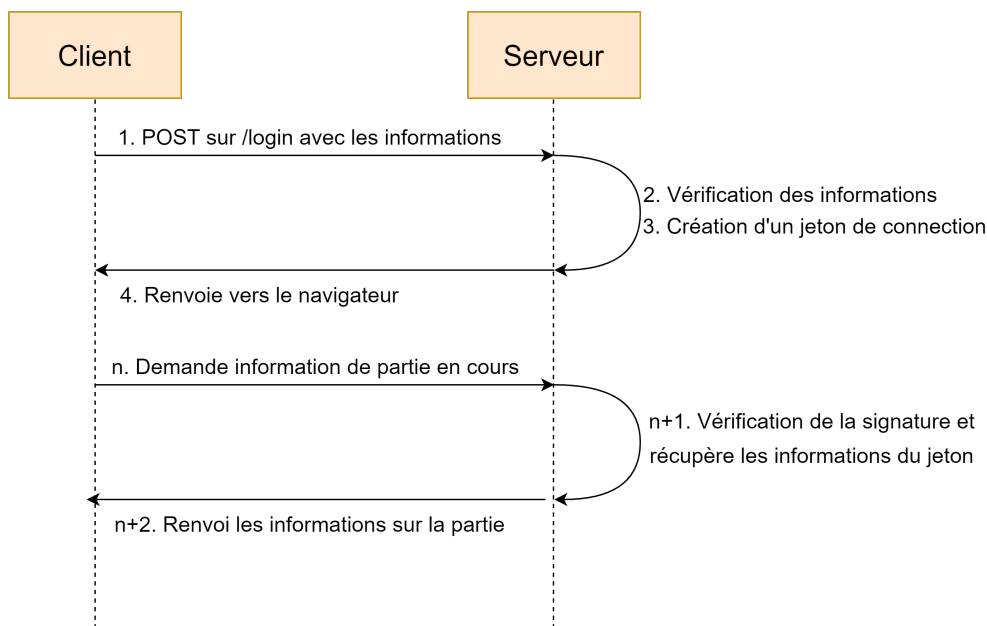 Client
Serveur
1. POST sur /login avec les informations
2. Vérification des informations
3. Création d'un jeton de connection
4. Renvoie vers le navigateur
n. Demande information de partie en cours
n+1. Vérification de la signature et
récupère les informations du jeton
n+2. Renvoi les informations sur la partie